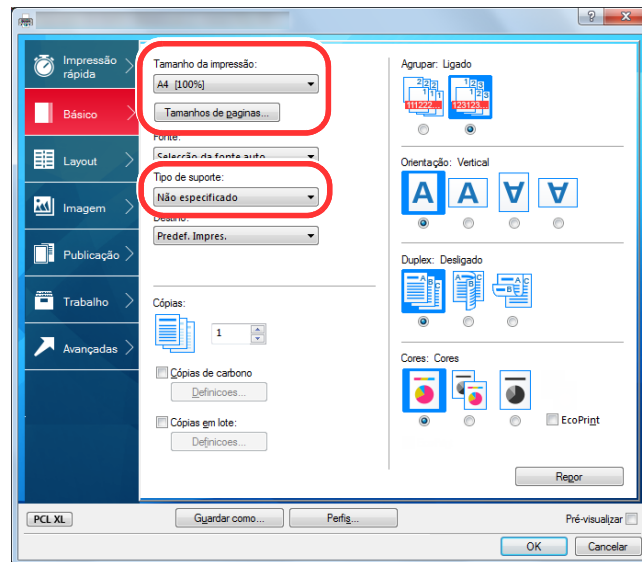 Impressão
rápida
Básico
Layout
Imagem
Publicação
Trabalho
Avançadas
Tamanho da impressão:
A4 [100%]
Tamanhos de paginas...
Fonte:
Selecção da fonte auto
Tipo de suporte:
Não especificado
Destino:
Predef. Impres.
Cópias:
1
Cópias de carbono
Definicoes...
Cópias em lote:
Definicoes...
Agrupar: Ligado
111222
123123
Orientação: Vertical
A A A A
Duplex: Desligado
Cores: Cores
EcoPrint
Repor
PCL XL
Guardar como...
Perfis...
Pré-visualizar
OK
Cancelar